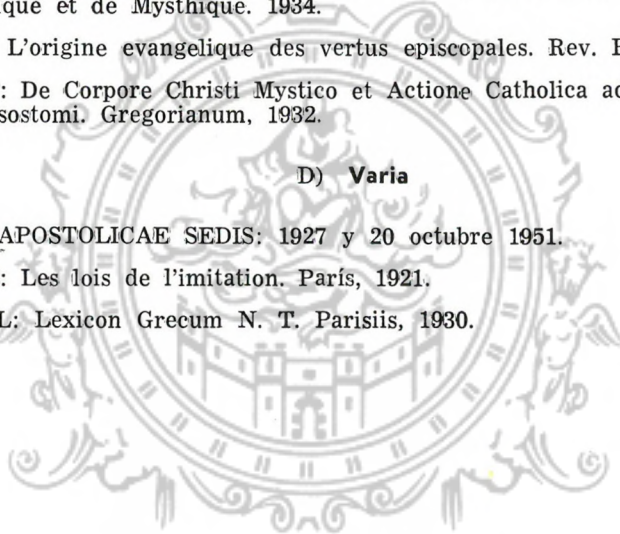 que et de Mysthique. 1934.
L'origine evangelique des vertus episcopales. Rev.
: De Corpore Christi Mystico et Actione Catholica
sostomi. Gregorianum, 1932.
D) Varia
APOSTOLICAE SEDIS: 1927 y 20 octubre 1951.
: Les lois de l'imitation. París, 1921.
L: Lexicon Grecum N. T. Parisiis, 1930.